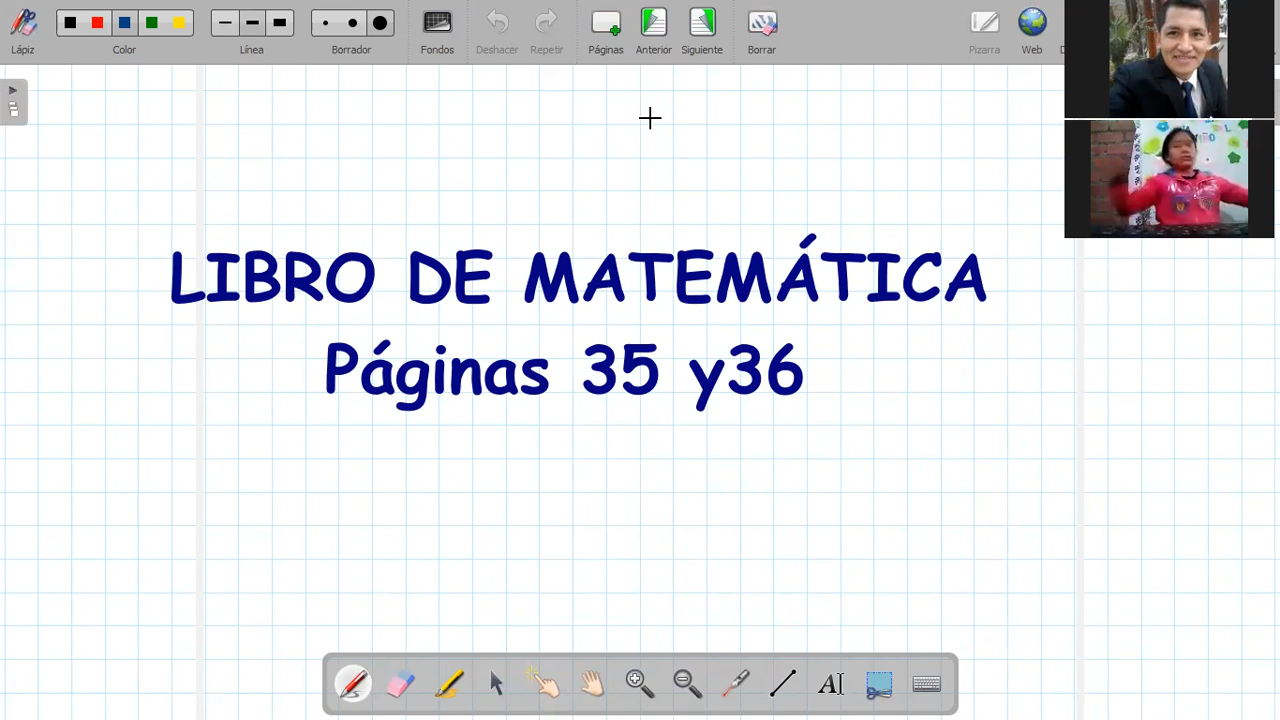 Lápiz Color Línea Borrador Fondos Deshacer Repetir Páginas Anterior Siguiente Borrar Pizarra Web
LIBRO DE MATEMÁTICA
Páginas 35 y36